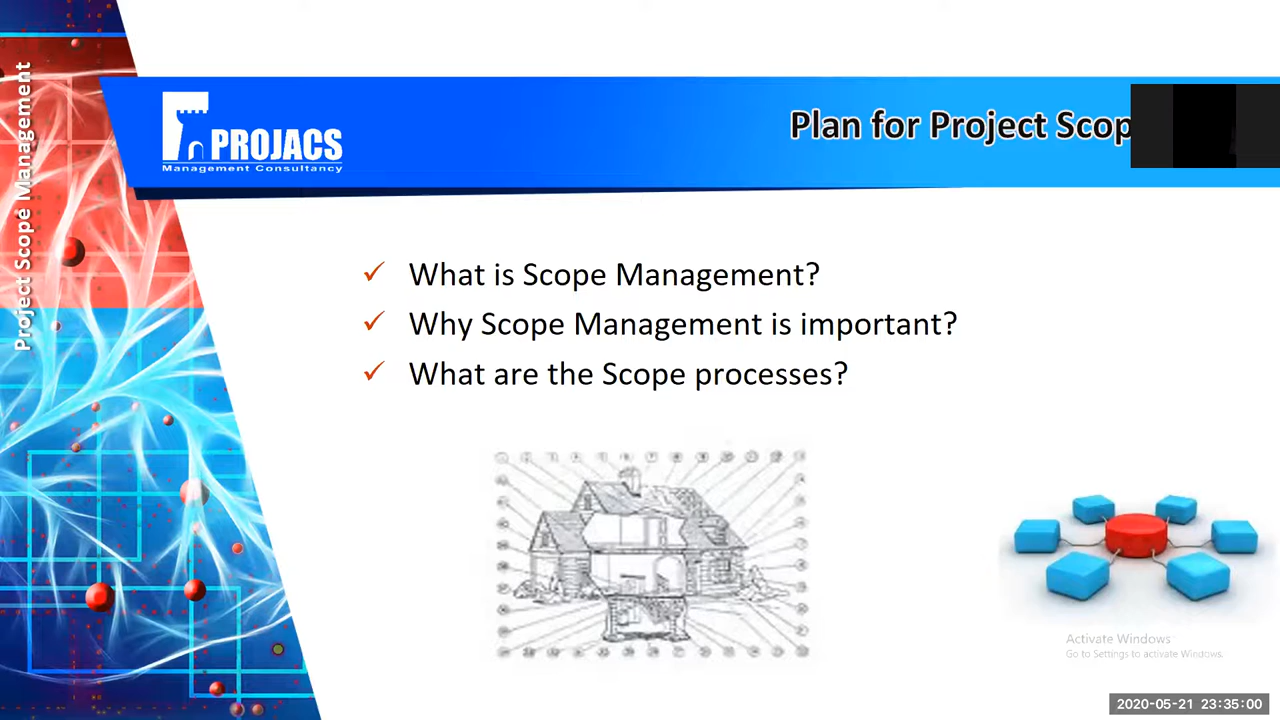 Project Scope Management
PROJACS
Management Consultancy
Plan for Project Scop
✓ What is Scope Management?
✓ Why Scope Management is important?
✓ What are the Scope processes?
Activate Windows
Go to Settings to activate Windows.
2020-05-21 23:35:00